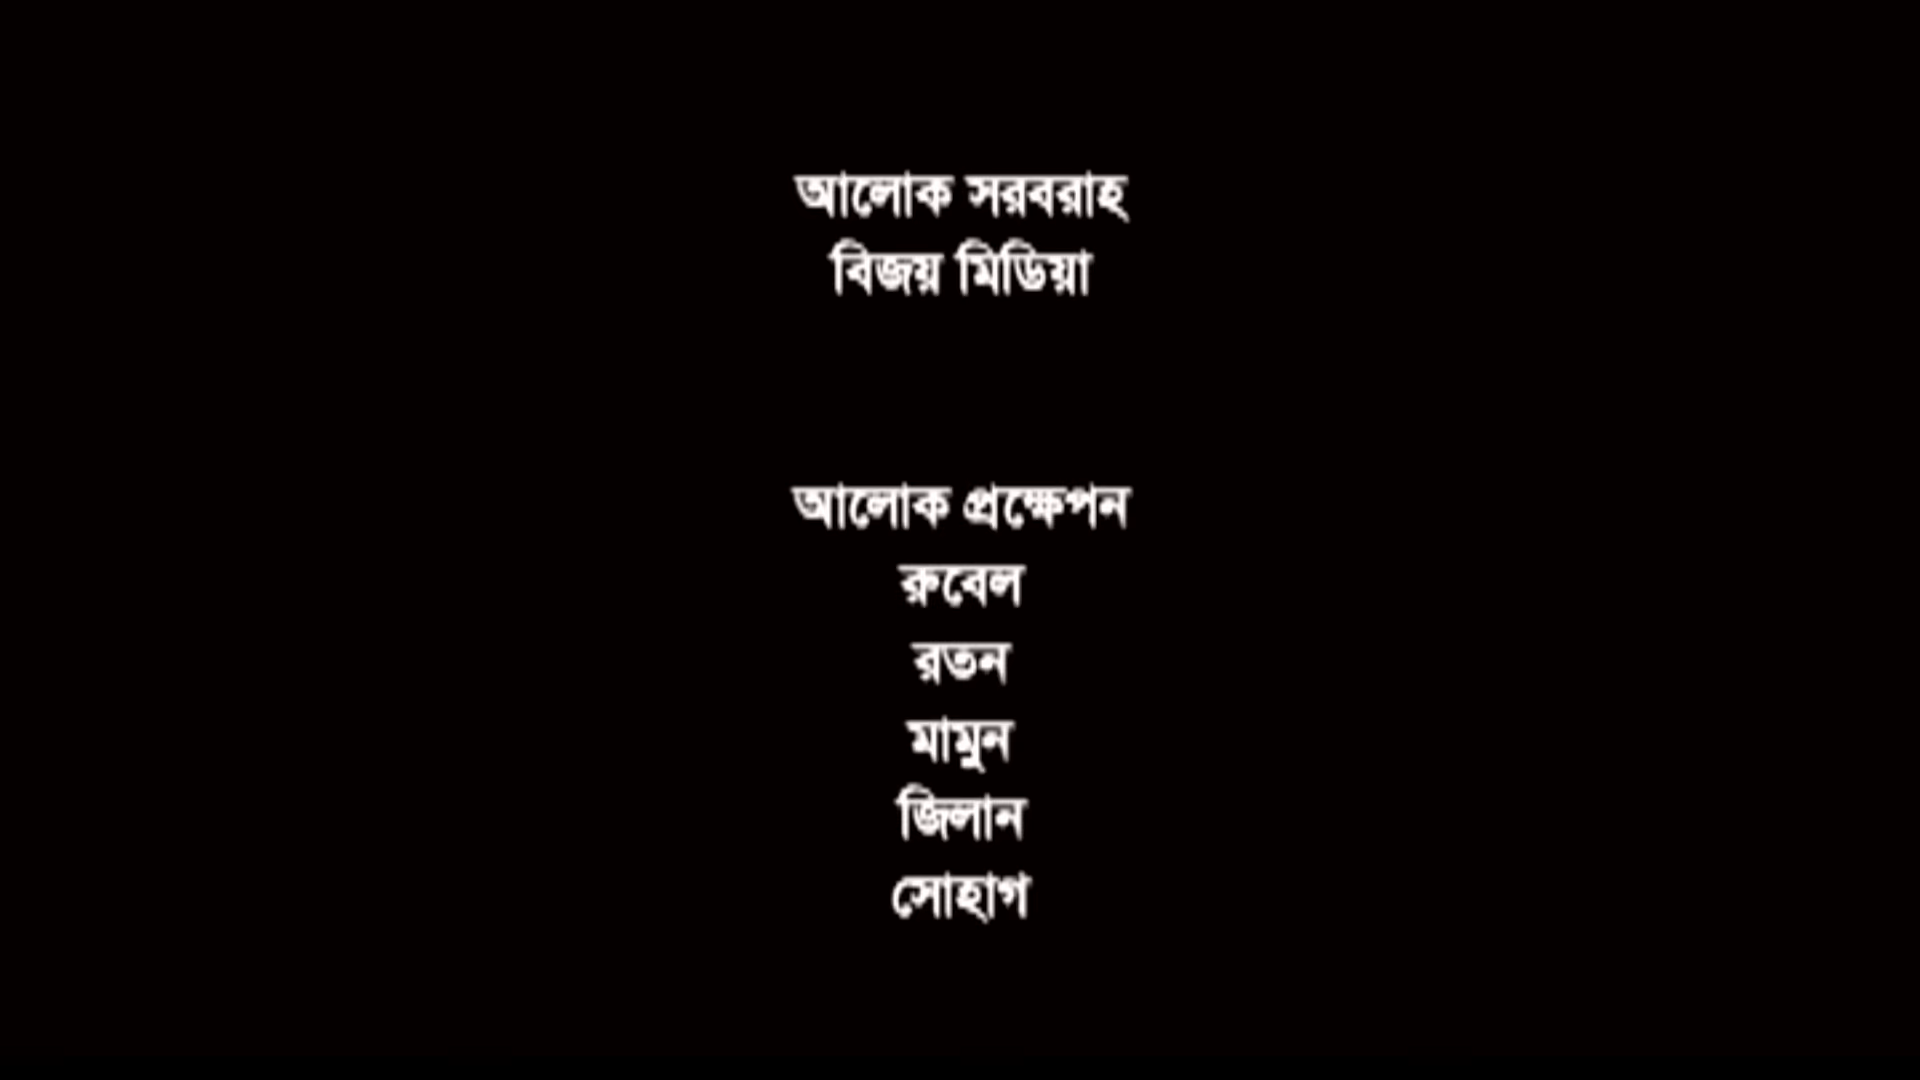 আলোক সরবরাহ
বিজয় মিডিয়া
আলোক প্রক্ষেপন
রুবেল
রতন
মামুন
জিলান
সোহাগ